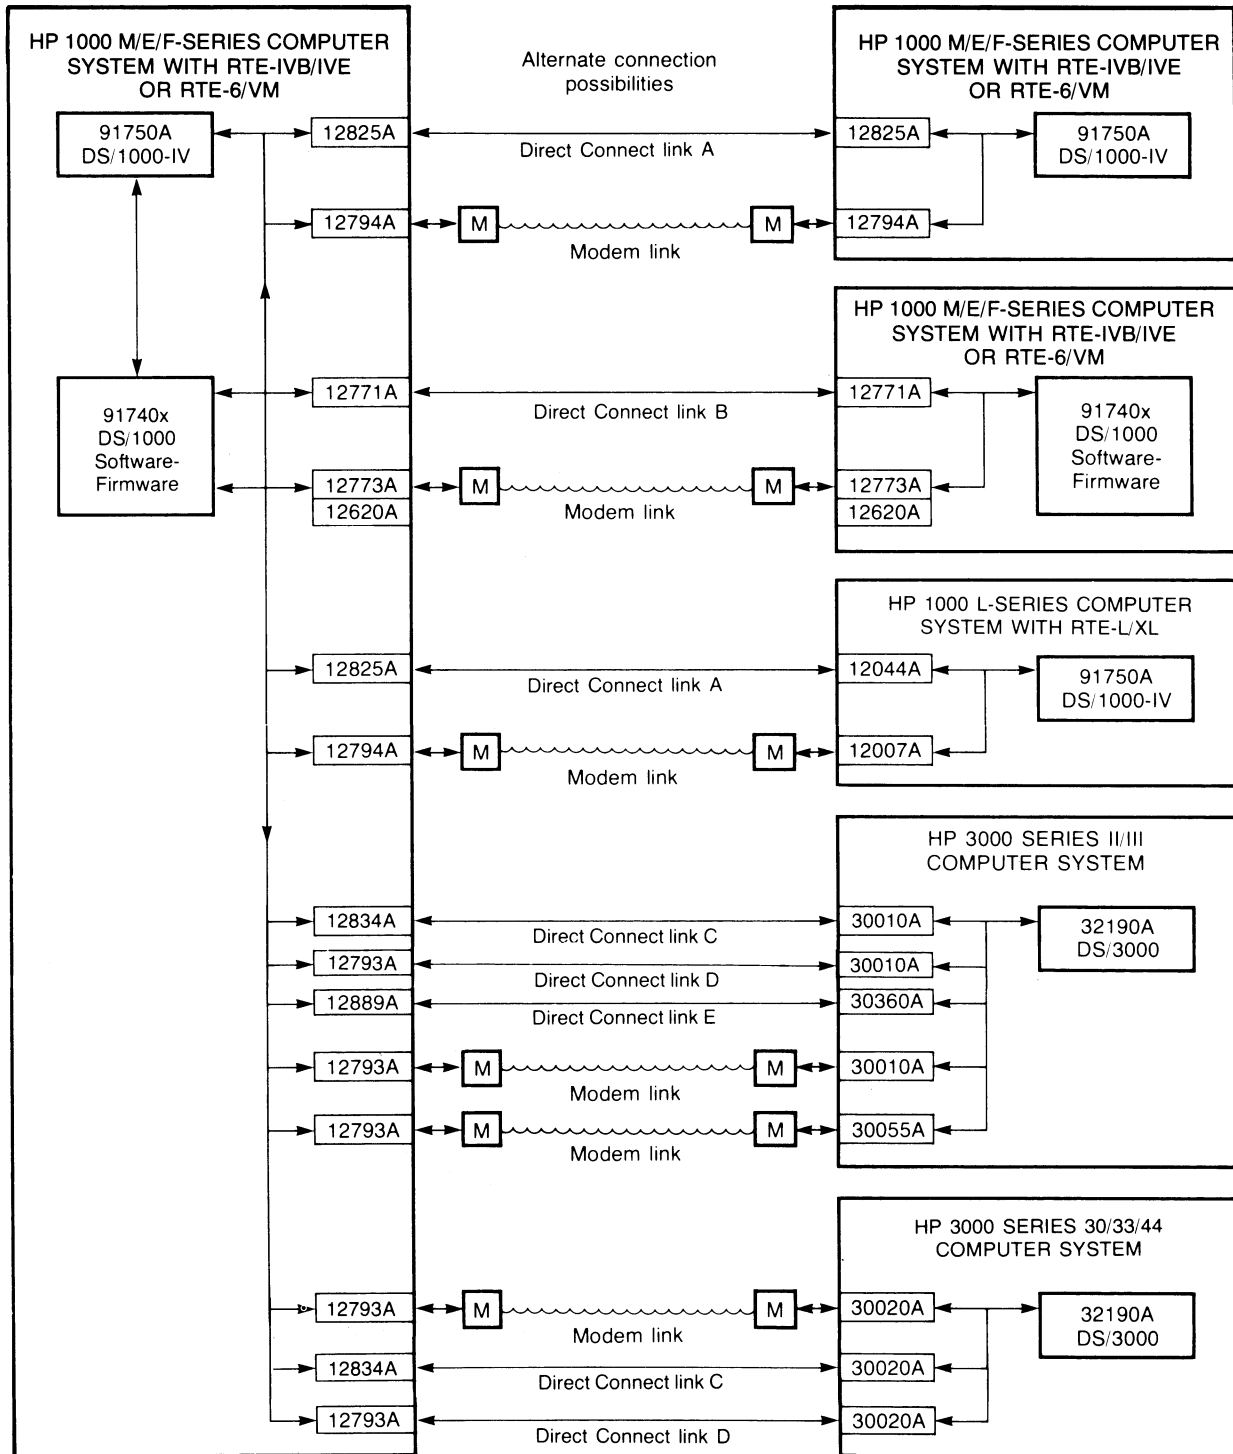 HP 1000 M/E/F-SERIES COMPUTER
SYSTEM WITH RTE-IVB/IVE
OR RTE-6/VM
91750A
DS/1000-IV
91740x
DS/1000
Software-
Firmware
12825A
12794A
12771A
12773A
12620A
12825A
12794A
12834A
12793A
12889A
12793A
12793A
12793A
12834A
12793A
Alternate connection
possibilities
Direct Connect link A
M
M
Modem link
Direct Connect link B
M
M
Modem link
Direct Connect link A
M
M
Modem link
Direct Connect link C
Direct Connect link D
Direct Connect link E
M
M
Modem link
M
M
Modem link
M
M
Modem link
Direct Connect link C
Direct Connect link D
HP 1000 M/E/F-SERIES COMPUTER
SYSTEM WITH RTE-IVB/IVE
OR RTE-6/VM
12825A
12794A
91750A
DS/1000-IV
HP 1000 M/E/F-SERIES COMPUTER
SYSTEM WITH RTE-IVB/IVE
OR RTE-6/VM
12771A
12773A
12620A
91740x
DS/1000
Software-
Firmware
HP 1000 L-SERIES COMPUTER
SYSTEM WITH RTE-L/XL
12044A
12007A
91750A
DS/1000-IV
HP 3000 SERIES II/III
COMPUTER SYSTEM
30010A
30010A
30360A
30010A
30055A
32190A
DS/3000
HP 3000 SERIES 30/33/44
COMPUTER SYSTEM
30020A
30020A
30020A
32190A
DS/3000